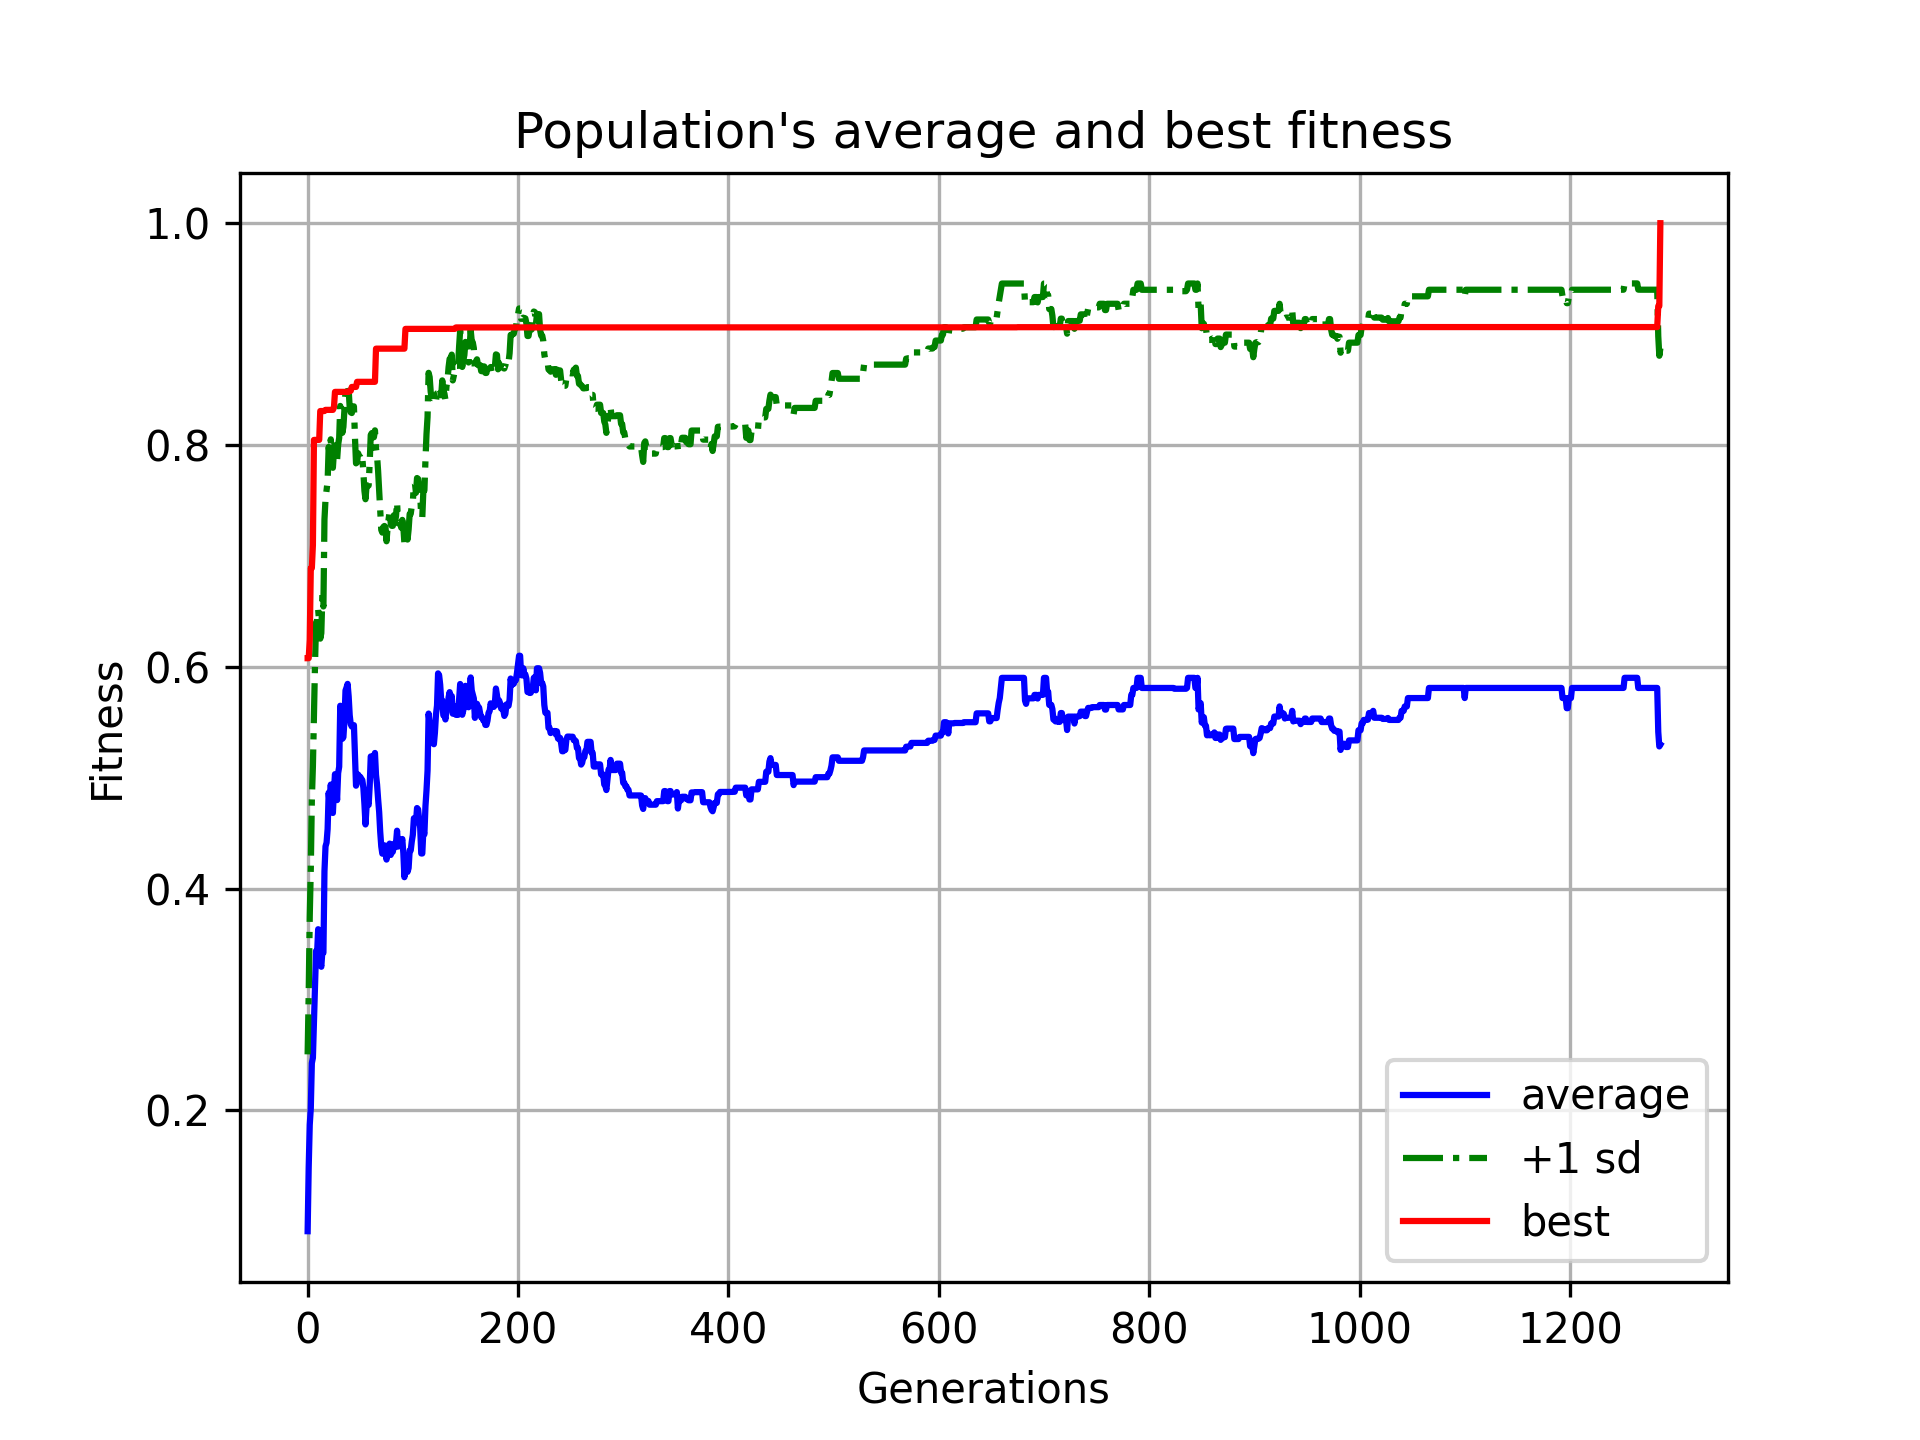 Population's average and best fitness
1.0
0.8
0.6
0.4
0.2
Fitness
0 200 400 600 800 1000 1200
Generations
average
+1 sd
best